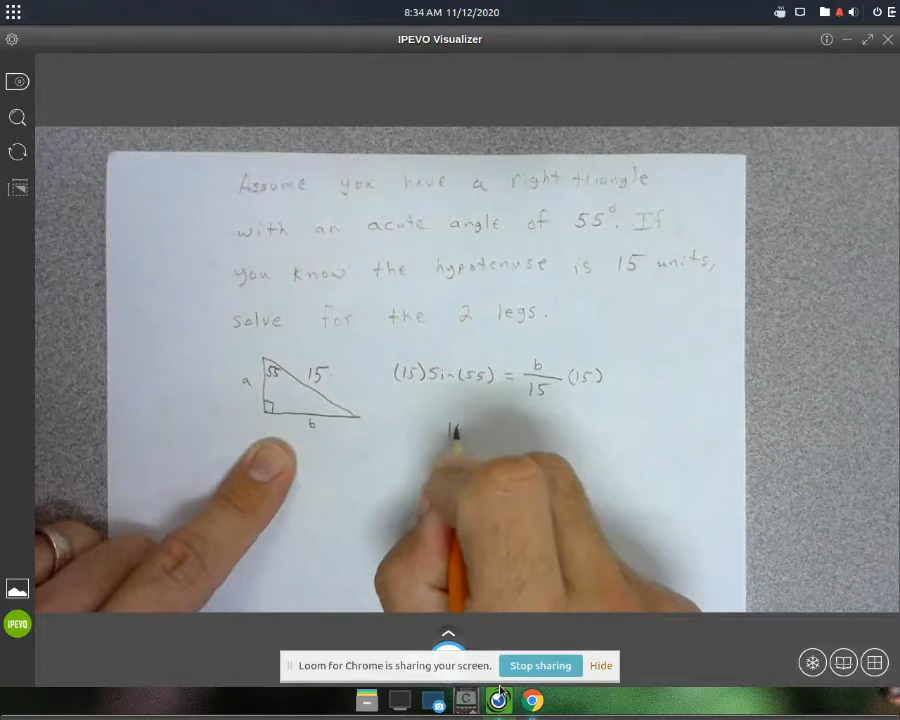 8:34 AM 11/12/2020
IPEVO Visualizer
Assume you have a right triangle
with an acute angle of 55°. If
you know the hypotenuse is 15 units,
solve for the 2 legs.
55 15
a
b
(15) Sin(55) = b/15 (15)
IPEVO
Loom for Chrome is sharing your screen. Stop sharing Hide